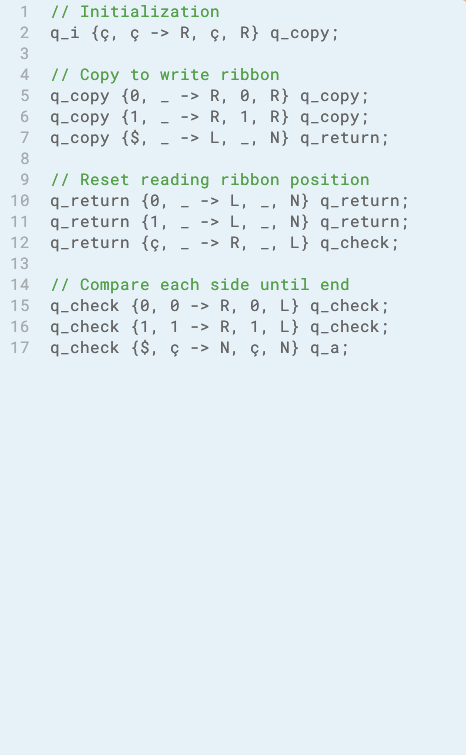 1 // Initialization
2 q_i {ç, ç -> R, ç, R} q_copy;
3
4 // Copy to write ribbon
5 q_copy {0, _ -> R, 0, R} q_copy;
6 q_copy {1, _ -> R, 1, R} q_copy;
7 q_copy {$, _ -> L, _, N} q_return;
8
9 // Reset reading ribbon position
10 q_return {0, _ -> L, _, N} q_return;
11 q_return {1, _ -> L, _, N} q_return;
12 q_return {ç, _ -> R, _, L} q_check;
13
14 // Compare each side until end
15 q_check {0, 0 -> R, 0, L} q_check;
16 q_check {1, 1 -> R, 1, L} q_check;
17 q_check {$, ç -> N, ç, N} q_a;